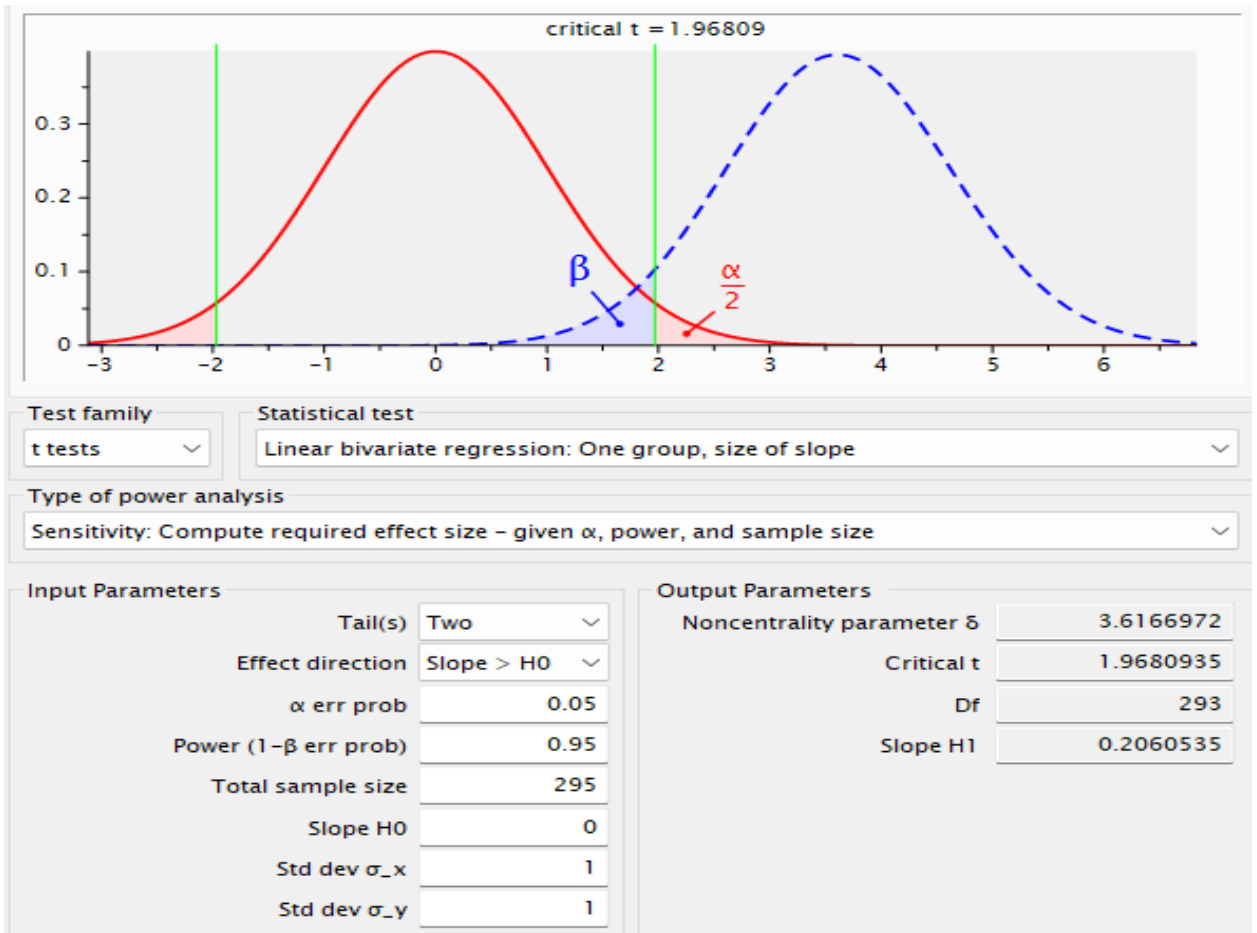 critical t = 1.96809
0.3
0.2
0.1
0
β
α
2
-3 -2 -1 0 1 2 3 4 5 6
Test family
Statistical test
t tests
Linear bivariate regression: One group, size of slope
Type of power analysis
Sensitivity: Compute required effect size - given α, power, and sample size
Input Parameters
Output Parameters
Tail(s) Two
Noncentrality parameter δ 3.6166972
Effect direction Slope > H0
Critical t 1.9680935
α err prob 0.05
Df 293
Power (1-β err prob) 0.95
Slope H1 0.2060535
Total sample size 295
Slope H0 0
Std dev σ_x 1
Std dev σ_y 1